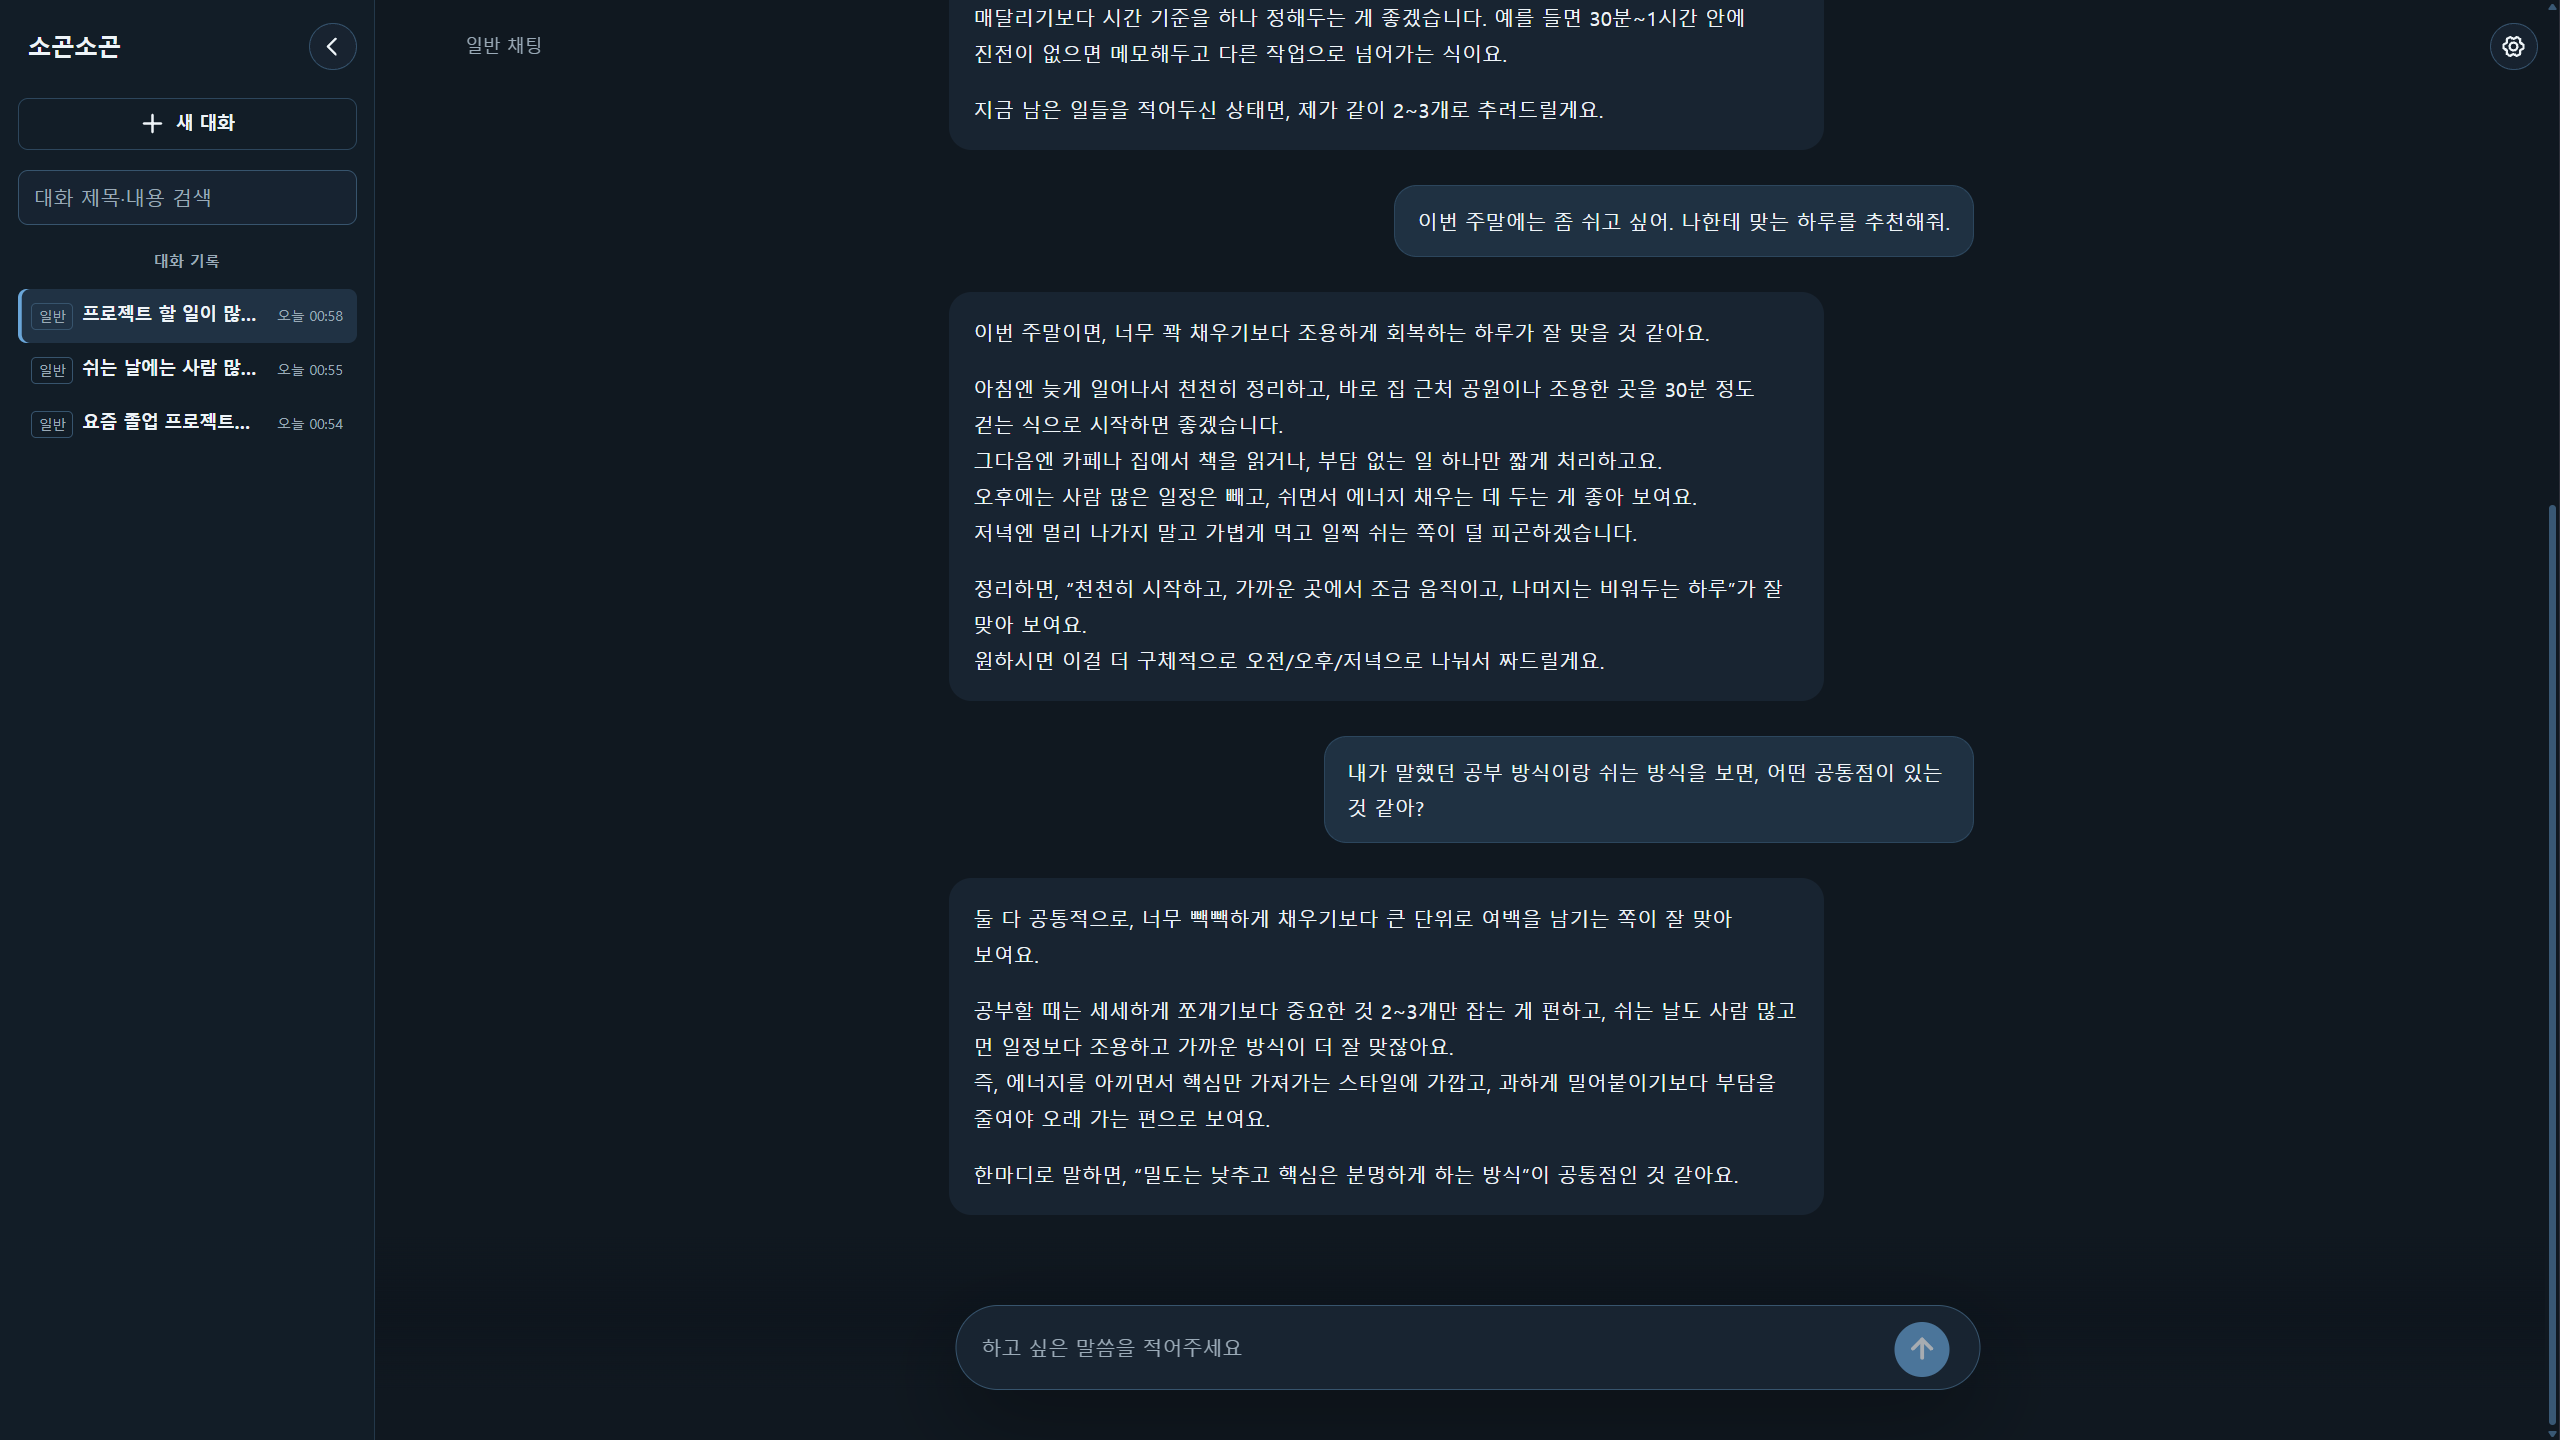 소곤소곤
새 대화
대화 제목·내용 검색
대화 기록
일반 프로젝트 할 일이 많... 오늘 00:58
일반 쉬는 날에는 사람 많... 오늘 00:55
일반 요즘 졸업 프로젝트... 오늘 00:54
일반 채팅
매달리기보다 시간 기준을 하나 정해두는 게 좋겠습니다. 예를 들면 30분~1시간 안에
진전이 없으면 메모해두고 다른 작업으로 넘어가는 식이요.
지금 남은 일들을 적어두신 상태면, 제가 같이 2~3개로 추려드릴게요.
이번 주말에는 좀 쉬고 싶어. 나한테 맞는 하루를 추천해줘.
이번 주말이면, 너무 꽉 채우기보다 조용하게 회복하는 하루가 잘 맞을 것 같아요.
아침엔 늦게 일어나서 천천히 정리하고, 바로 집 근처 공원이나 조용한 곳을 30분 정도
걷는 식으로 시작하면 좋겠습니다.
그다음엔 카페나 집에서 책을 읽거나, 부담 없는 일 하나만 짧게 처리하고요.
오후에는 사람 많은 일정은 빼고, 쉬면서 에너지 채우는 데 두는 게 좋아 보여요.
저녁엔 멀리 나가지 말고 가볍게 먹고 일찍 쉬는 쪽이 덜 피곤하겠습니다.
정리하면, “천천히 시작하고, 가까운 곳에서 조금 움직이고, 나머지는 비워두는 하루”가 잘
맞아 보여요.
원하시면 이걸 더 구체적으로 오전/오후/저녁으로 나눠서 짜드릴게요.
내가 말했던 공부 방식이랑 쉬는 방식을 보면, 어떤 공통점이 있는
것 같아?
둘 다 공통적으로, 너무 빽빽하게 채우기보다 큰 단위로 여백을 남기는 쪽이 잘 맞아
보여요.
공부할 때는 세세하게 쪼개기보다 중요한 것 2~3개만 잡는 게 편하고, 쉬는 날도 사람 많고
먼 일정보다 조용하고 가까운 방식이 더 잘 맞잖아요.
즉, 에너지를 아끼면서 핵심만 가져가는 스타일에 가깝고, 과하게 밀어붙이기보다 부담을
줄여야 오래 가는 편으로 보여요.
한마디로 말하면, “밀도는 낮추고 핵심은 분명하게 하는 방식”이 공통점인 것 같아요.
하고 싶은 말씀을 적어주세요